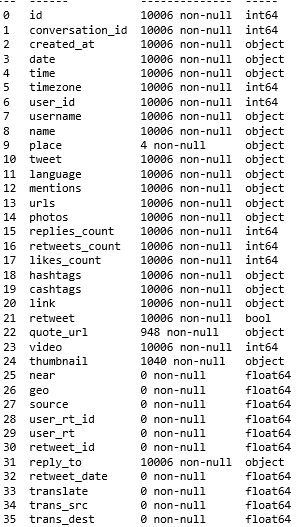 --- ------ -------------- -----
0 id 10006 non-null int64
1 conversation_id 10006 non-null int64
2 created_at 10006 non-null object
3 date 10006 non-null object
4 time 10006 non-null object
5 timezone 10006 non-null int64
6 user_id 10006 non-null int64
7 username 10006 non-null object
8 name 10006 non-null object
9 place 4 non-null object
10 tweet 10006 non-null object
11 language 10006 non-null object
12 mentions 10006 non-null object
13 urls 10006 non-null object
14 photos 10006 non-null object
15 replies_count 10006 non-null int64
16 retweets_count 10006 non-null int64
17 likes_count 10006 non-null int64
18 hashtags 10006 non-null object
19 cashtags 10006 non-null object
20 link 10006 non-null object
21 retweet 10006 non-null bool
22 quote_url 948 non-null object
23 video 10006 non-null int64
24 thumbnail 1040 non-null object
25 near 0 non-null float64
26 geo 0 non-null float64
27 source 0 non-null float64
28 user_rt_id 0 non-null float64
29 user_rt 0 non-null float64
30 retweet_id 0 non-null float64
31 reply_to 10006 non-null object
32 retweet_date 0 non-null float64
33 translate 0 non-null float64
34 trans_src 0 non-null float64
35 trans_dest 0 non-null float64